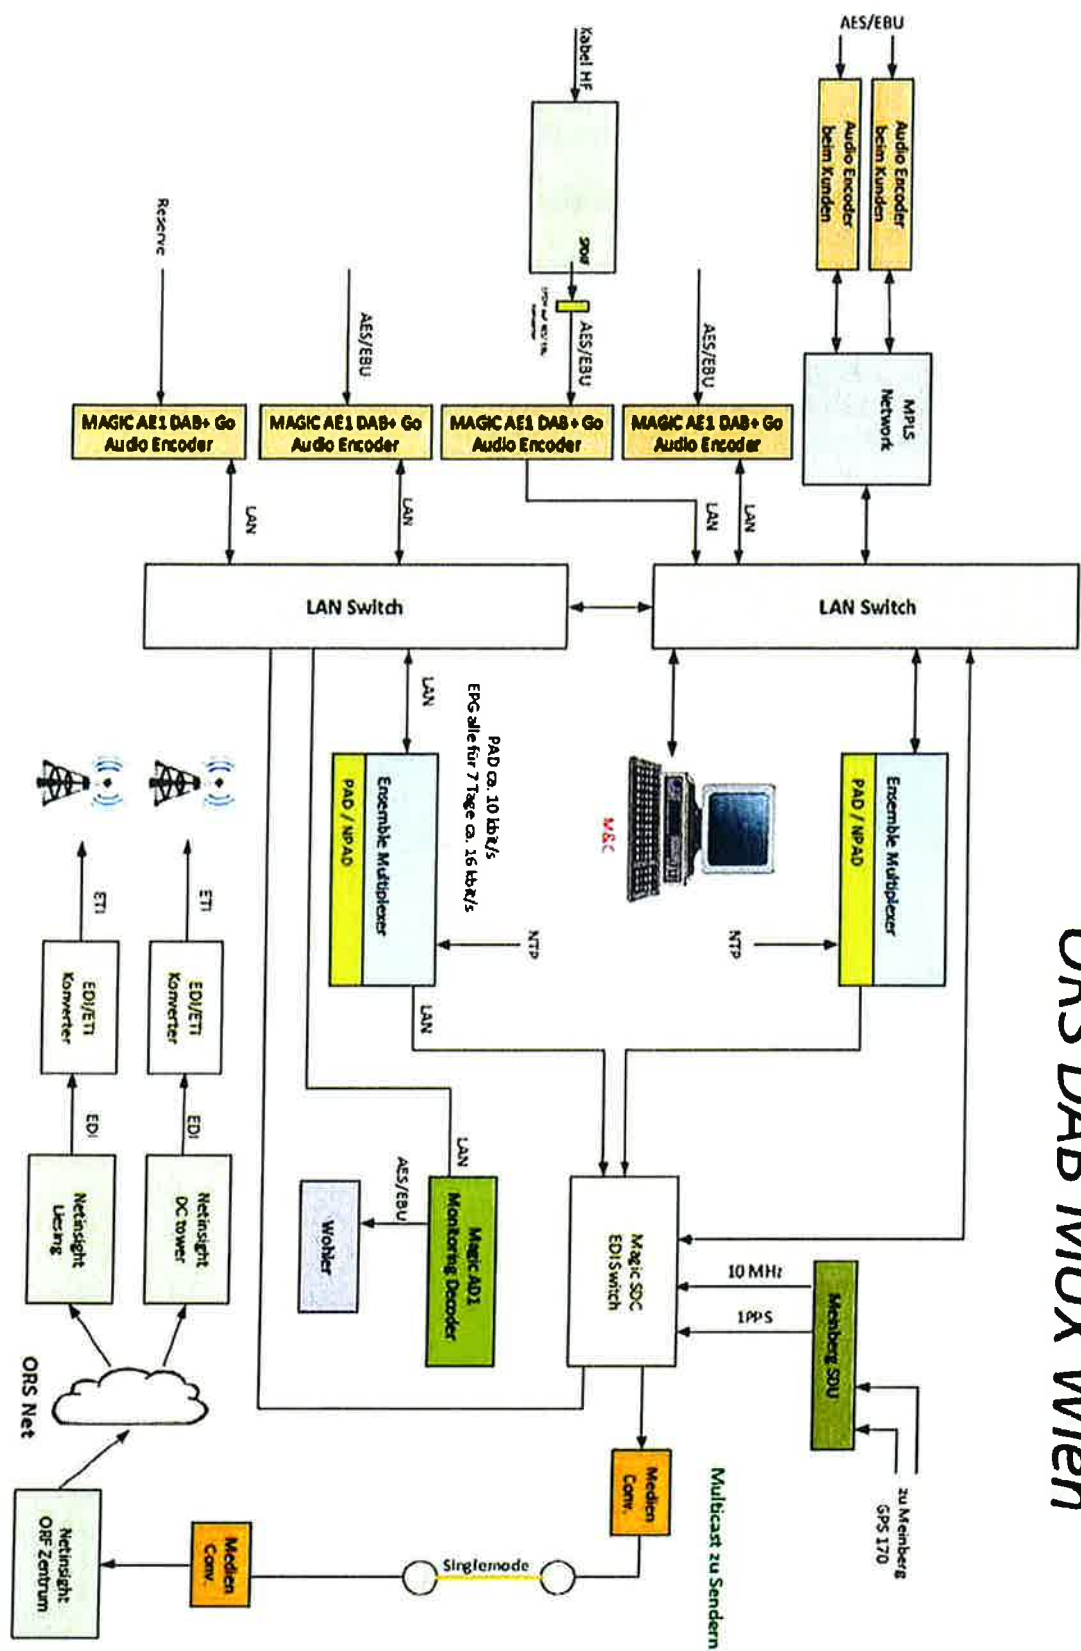 ORS DAB Mux Wien
AES/EBU
Audio Encoder
beim Kunden
Audio Encoder
beim Kunden
MPLS
Network
Kabel HF
SPDIF
AES/EBU
AES/EBU
AES/EBU
Reserve
MAGIC AE1 DAB+ Go
Audio Encoder
MAGIC AE1 DAB+ Go
Audio Encoder
MAGIC AE1 DAB+ Go
Audio Encoder
MAGIC AE1 DAB+ Go
Audio Encoder
LAN
LAN
LAN
LAN
LAN Switch
LAN Switch
Ensemble Multiplexer
PAD / NPAD
NTP
M&C
PAD ca. 10 kbit/s
EPG alle für 7 Tage ca. 16 kbit/s
LAN
Ensemble Multiplexer
PAD / NPAD
NTP
LAN
zu Meinberg
GPS 170
Meinberg SDU
10 MHz
1PPS
Magic SDC
EDI Switch
LAN
Magic AD1
Monitoring Decoder
AES/EBU
Wohler
Multicast zu Sendern
Medien
Conv.
Singlemode
Medien
Conv.
Netinsight
ORF Zentrum
ORS Net
Netinsight
DC tower
EDI
EDI/ETI
Konverter
ETI
Netinsight
Liesing
EDI
EDI/ETI
Konverter
ETI